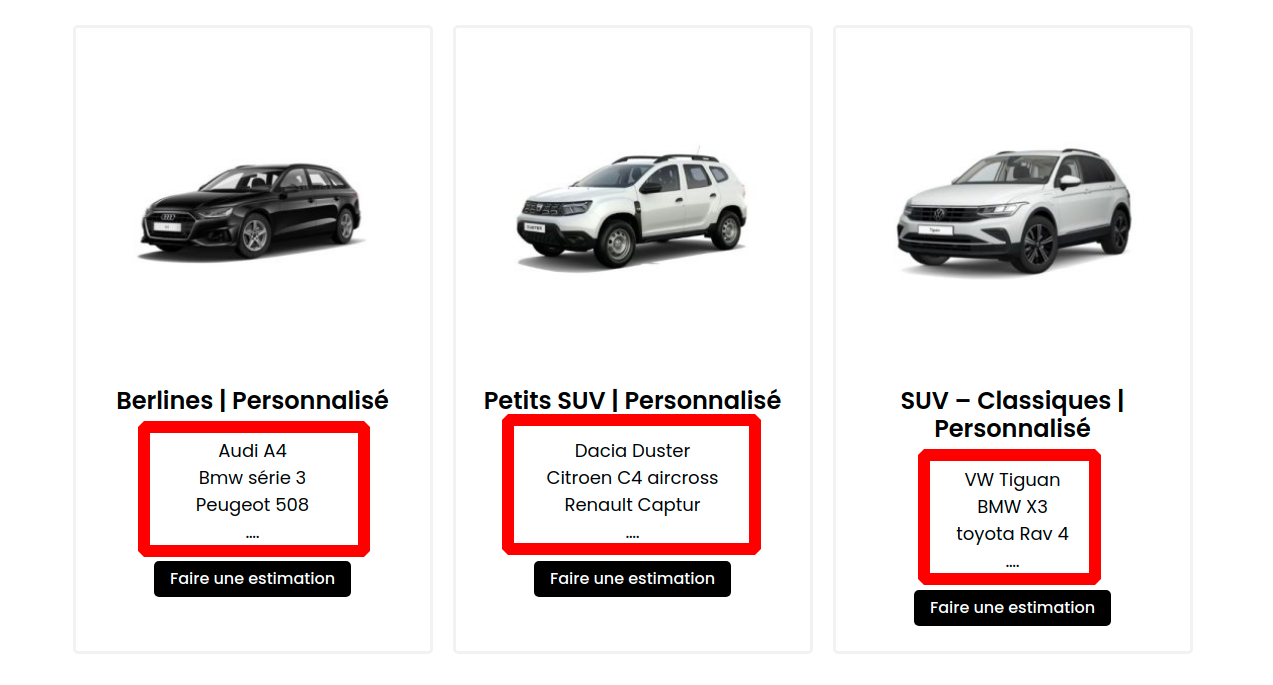 Berlines | Personnalisé
Audi A4
Bmw série 3
Peugeot 508
....
Faire une estimation
DUSTER
Petits SUV | Personnalisé
Dacia Duster
Citroen C4 aircross
Renault Captur
....
Faire une estimation
Tiguan
SUV – Classiques |
Personnalisé
VW Tiguan
BMW X3
toyota Rav 4
....
Faire une estimation